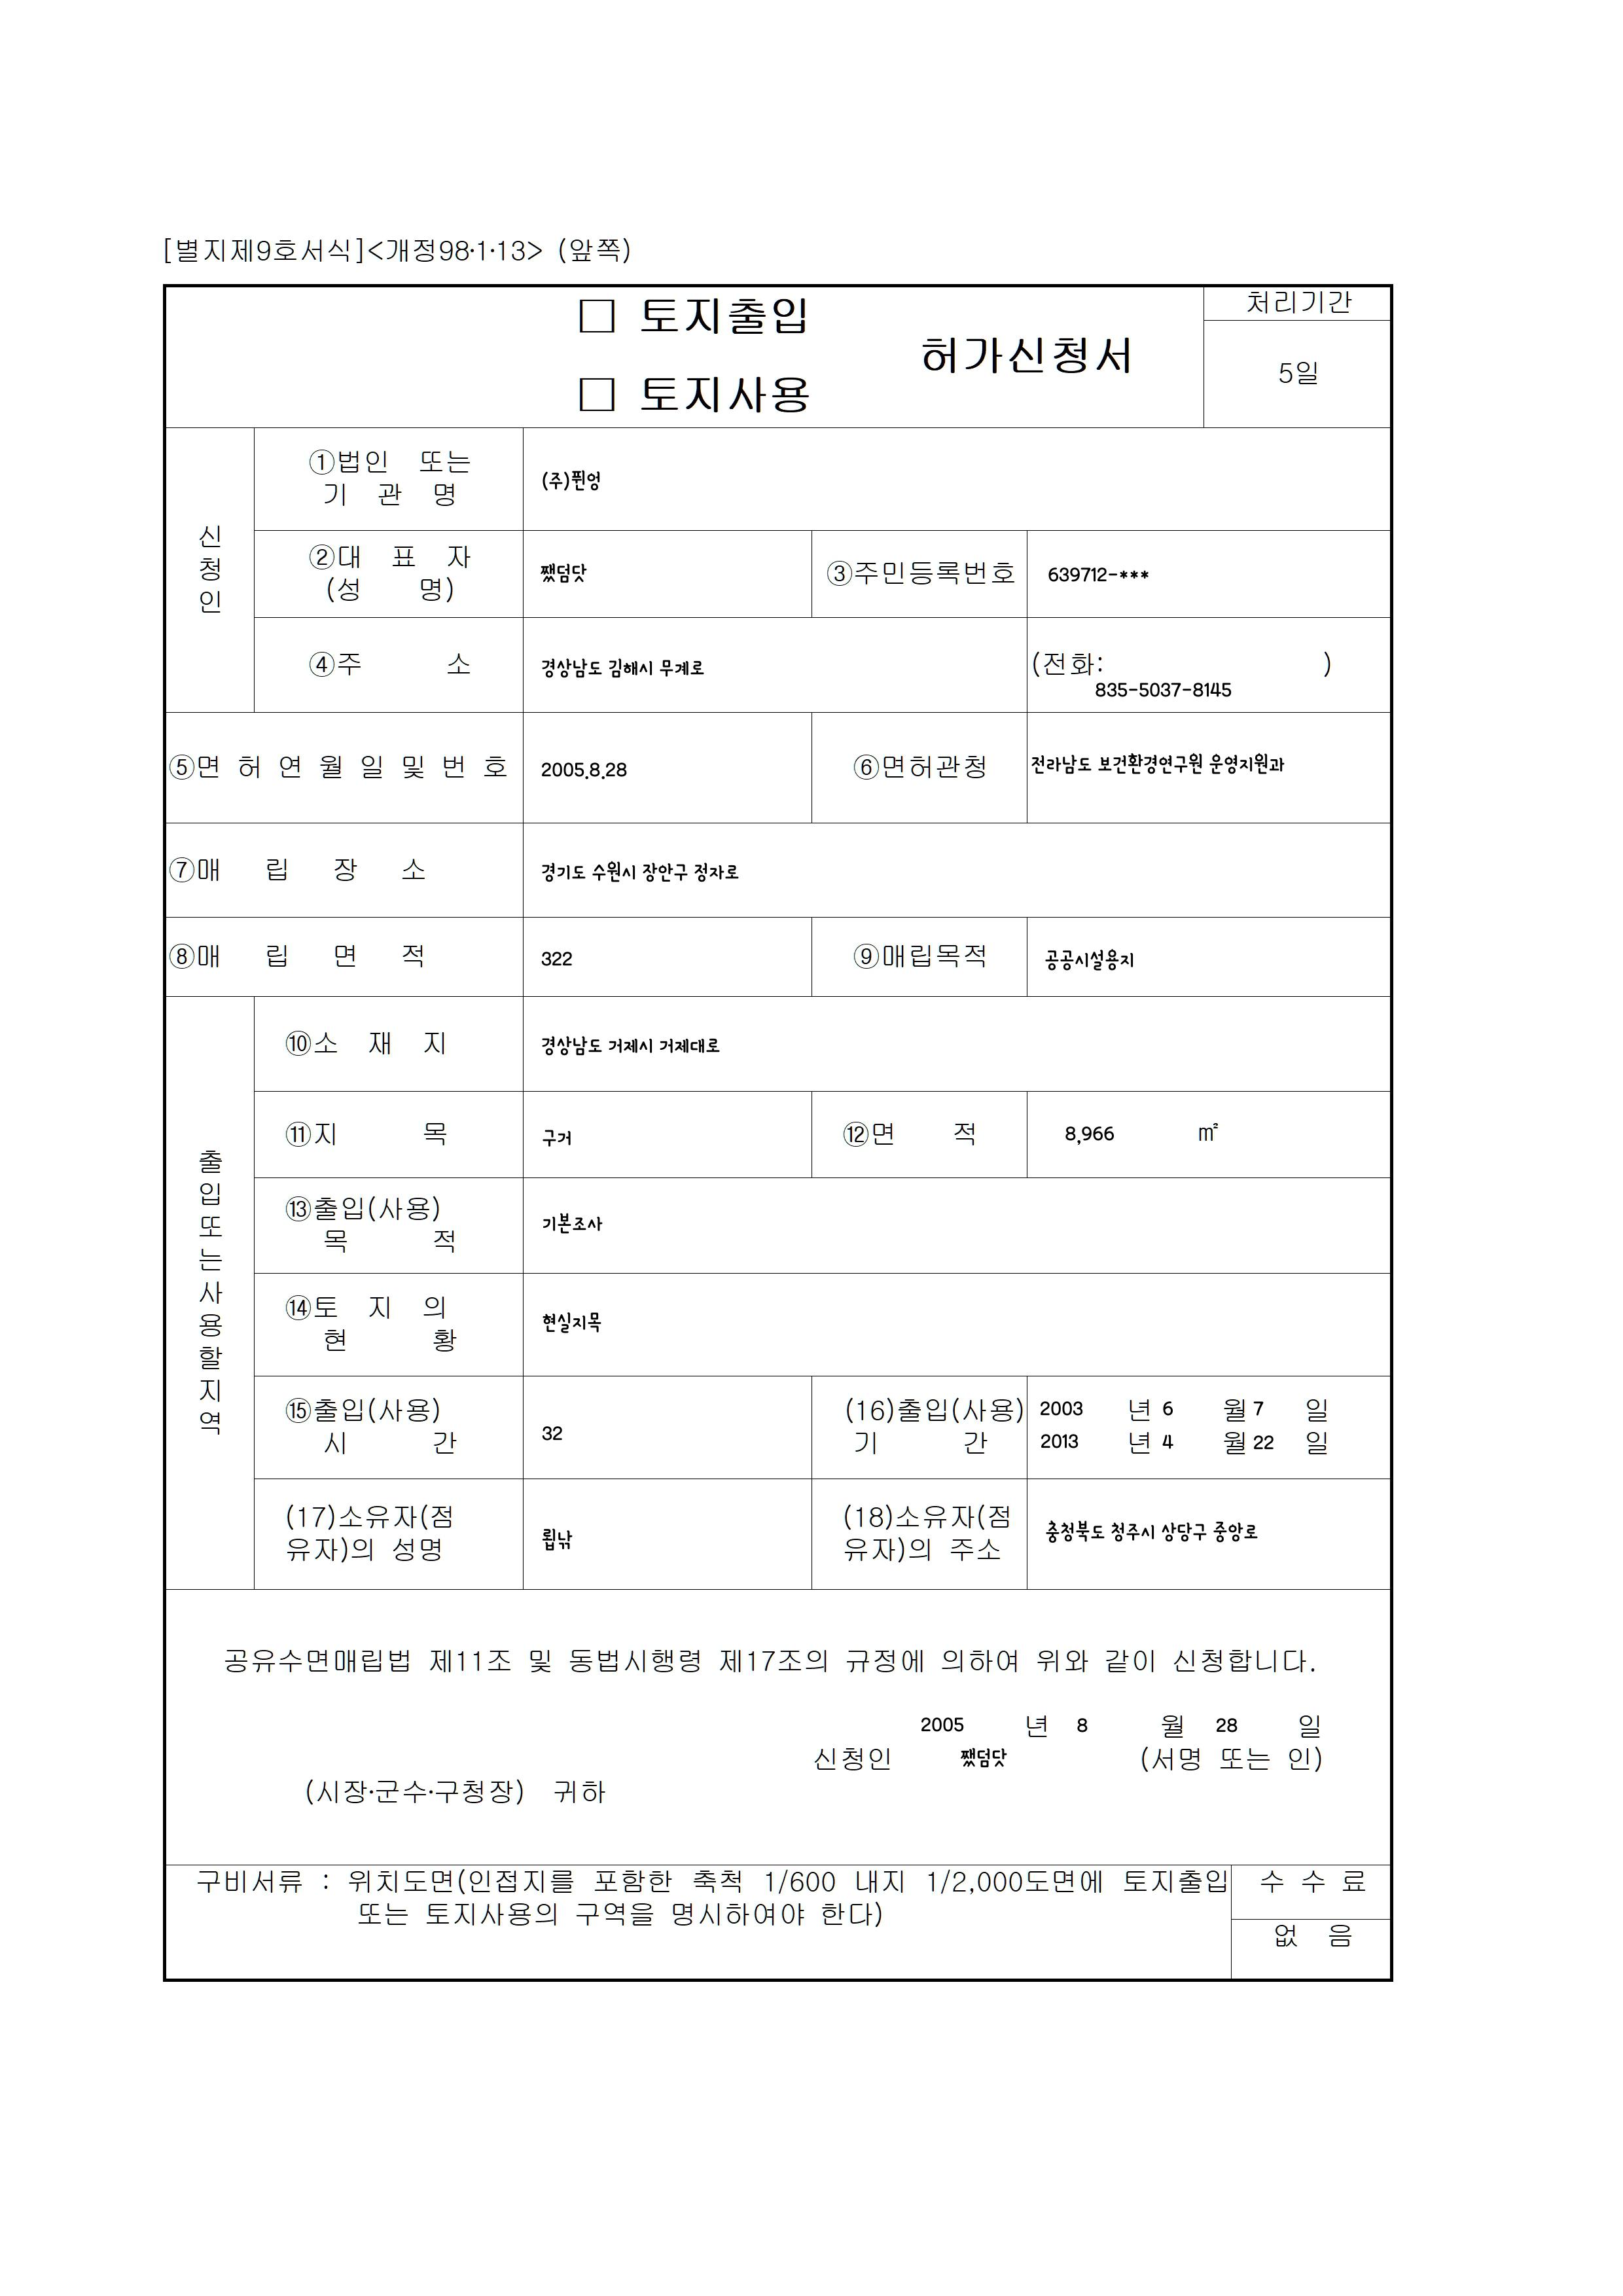 [별지제9호서식]<개정98·1·13> (앞쪽)
□ 토지출입
허가신청서
□ 토지사용
처리기간
5일
신청인
①법인 또는
기 관 명
(주)퓐엉
②대 표 자
(성 명)
쨌덤닷
③주민등록번호
639712-***
④주 소
경상남도 김해시 무계로
(전화: )
835-5037-8145
⑤면 허 연 월 일 및 번 호
2005.8.28
⑥면허관청
전라남도 보건환경연구원 운영지원과
⑦매 립 장 소
경기도 수원시 장안구 정자로
⑧매 립 면 적
322
⑨매립목적
공공시설용지
출입또는사용할지역
⑩소 재 지
경상남도 거제시 거제대로
⑪지 목
구거
⑫면 적
8,966 ㎡
⑬출입(사용)
목 적
기본조사
⑭토 지 의
현 황
현실지목
⑮출입(사용)
시 간
32
(16)출입(사용)
기 간
2003 년 6 월 7 일
2013 년 4 월 22 일
(17)소유자(점
유자)의 성명
륍낚
(18)소유자(점
유자)의 주소
충청북도 청주시 상당구 중앙로
공유수면매립법 제11조 및 동법시행령 제17조의 규정에 의하여 위와 같이 신청합니다.
2005 년 8 월 28 일
신청인 쨌덤닷 (서명 또는 인)
(시장·군수·구청장) 귀하
구비서류 : 위치도면(인접지를 포함한 축척 1/600 내지 1/2,000도면에 토지출입
또는 토지사용의 구역을 명시하여야 한다)
수 수 료
없 음